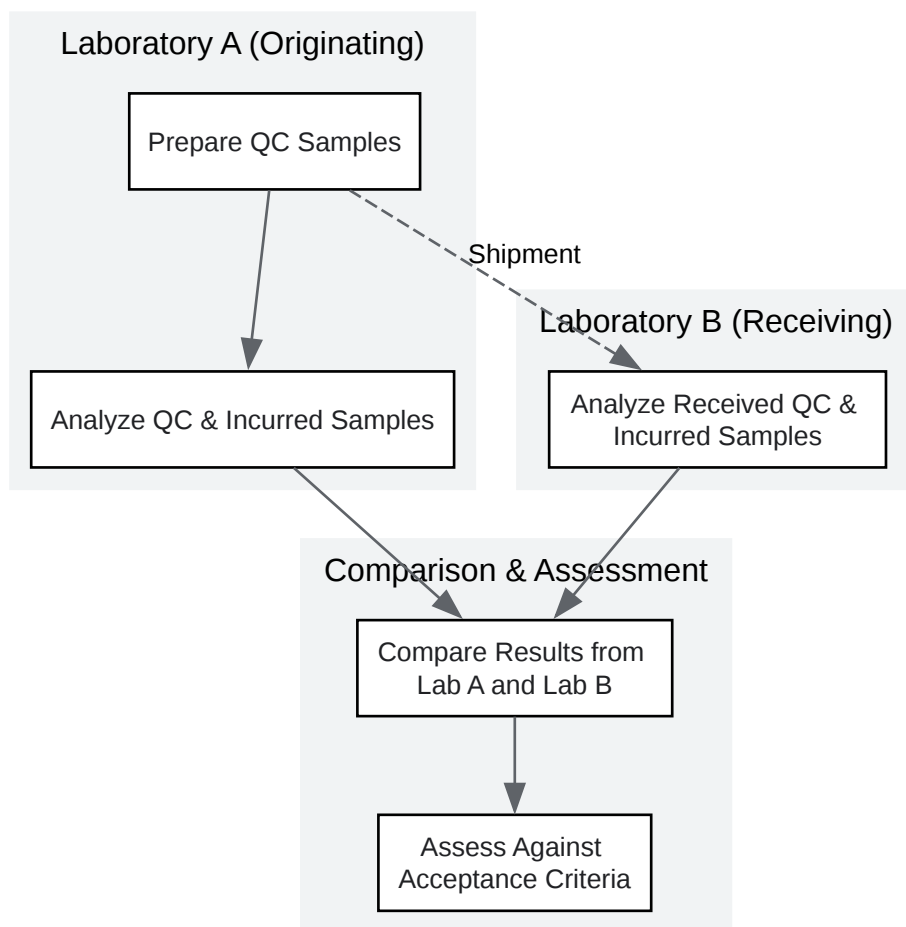 Laboratory A (Originating)
Prepare QC Samples
Shipment
Laboratory B (Receiving)
Analyze QC & Incurred Samples
Analyze Received QC &
Incurred Samples
Comparison & Assessment
Compare Results from
Lab A and Lab B
Assess Against
Acceptance Criteria